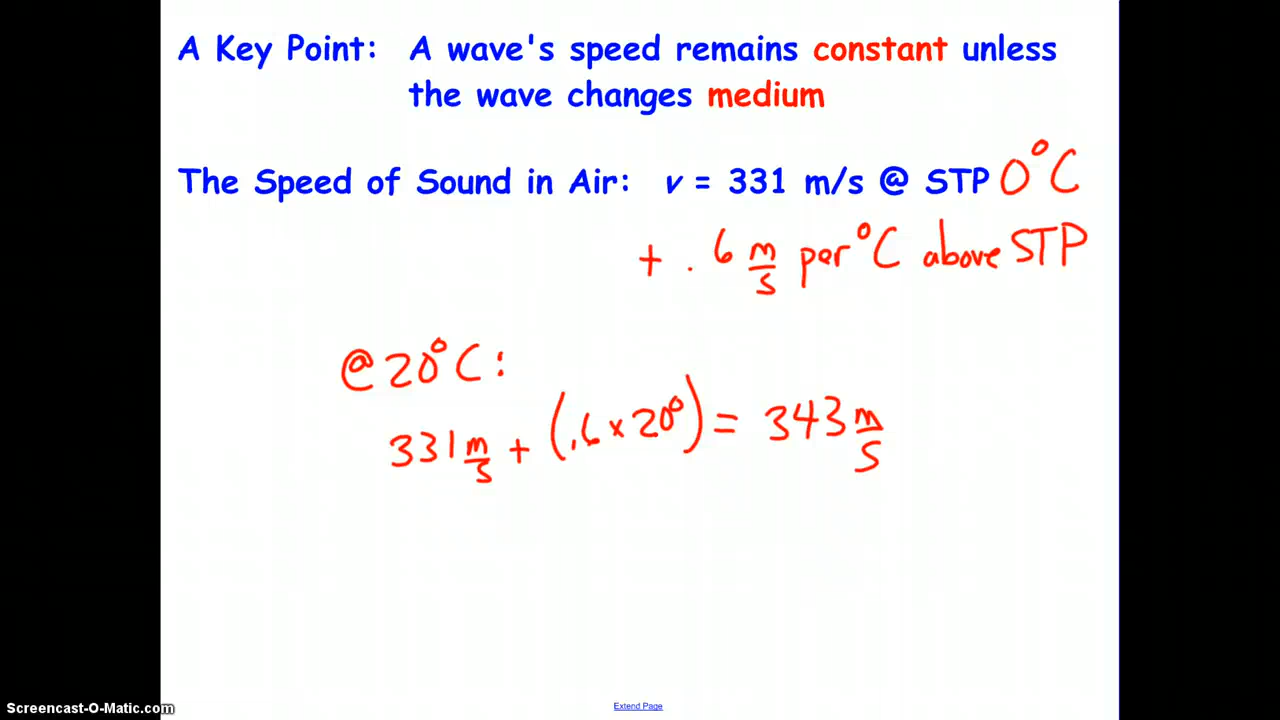 A Key Point: A wave's speed remains constant unless
the wave changes medium
The Speed of Sound in Air: v = 331 m/s @ STP 0°C
+ .6 m/s per °C above STP
@ 20°C:
331 m/s + (.6 × 20°) = 343 m/s
Extend Page
Screencast-O-Matic.com